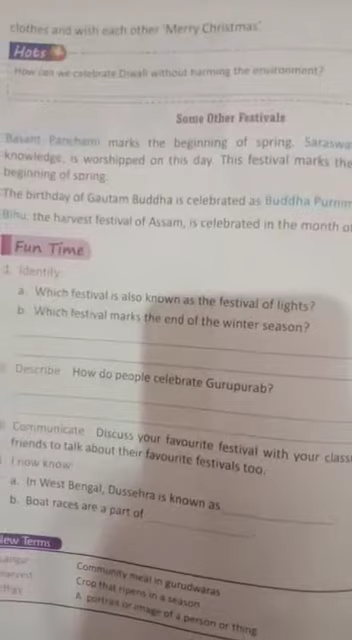 clothes and wish each other 'Merry Christmas'
Hots
How can we celebrate Diwali without harming the environment?
Some Other Festivals
Basant Panchami marks the beginning of spring. Saraswa
knowledge, is worshipped on this day. This festival marks the
beginning of spring.
The birthday of Gautam Buddha is celebrated as Buddha Purnim
Bihu, the harvest festival of Assam, is celebrated in the month of
Fun Time
1. Identify
a. Which festival is also known as the festival of lights?
b. Which festival marks the end of the winter season?
Describe How do people celebrate Gurupurab?
Communicate Discuss your favourite festival with your class
friends to talk about their favourite festivals too.
I now know
a. In West Bengal, Dussehra is known as
b. Boat races are a part of
New Terms
Community meal in gurudwaras
harvest Crop that ripens in a season
A portrait or image of a person or thing